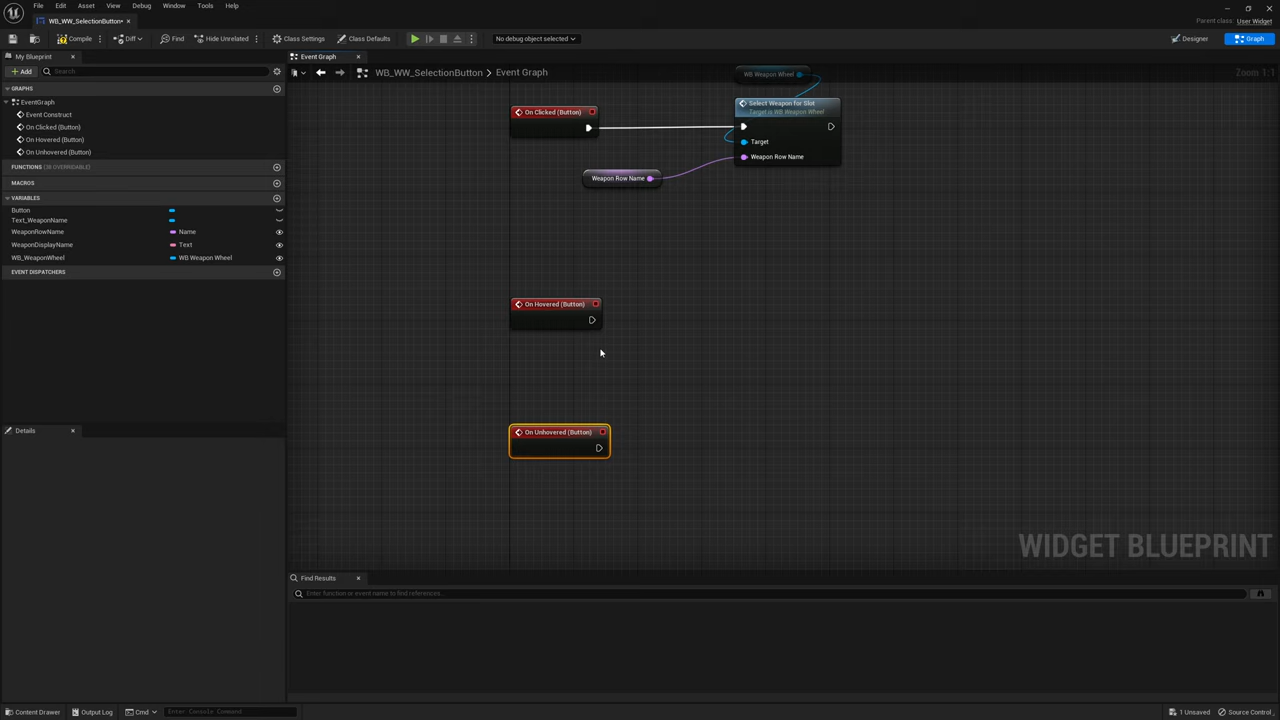 File Edit Asset View Debug Window Tools Help
WB_WW_SelectionButton*
Parent class: User Widget
Compile Diff Find Hide Unrelated Class Settings Class Defaults No debug object selected Designer Graph
My Blueprint
Event Graph
Add Search
WB_WW_SelectionButton > Event Graph
Zoom 1:1
GRAPHS
EventGraph
Event Construct
On Clicked (Button)
On Hovered (Button)
On Unhovered (Button)
FUNCTIONS (38 OVERRIDABLE)
MACROS
VARIABLES
Button
Text_WeaponName
WeaponRowName Name
WeaponDisplayName Text
WB_WeaponWheel WB Weapon Wheel
EVENT DISPATCHERS
WB Weapon Wheel
On Clicked (Button)
Select Weapon for Slot
Target is WB Weapon Wheel
Target
Weapon Row Name
Weapon Row Name
On Hovered (Button)
On Unhovered (Button)
WIDGET BLUEPRINT
Details
Find Results
Enter function or event name to find references...
Content Drawer Output Log Cmd Enter Console Command 1 Unsaved Source Control